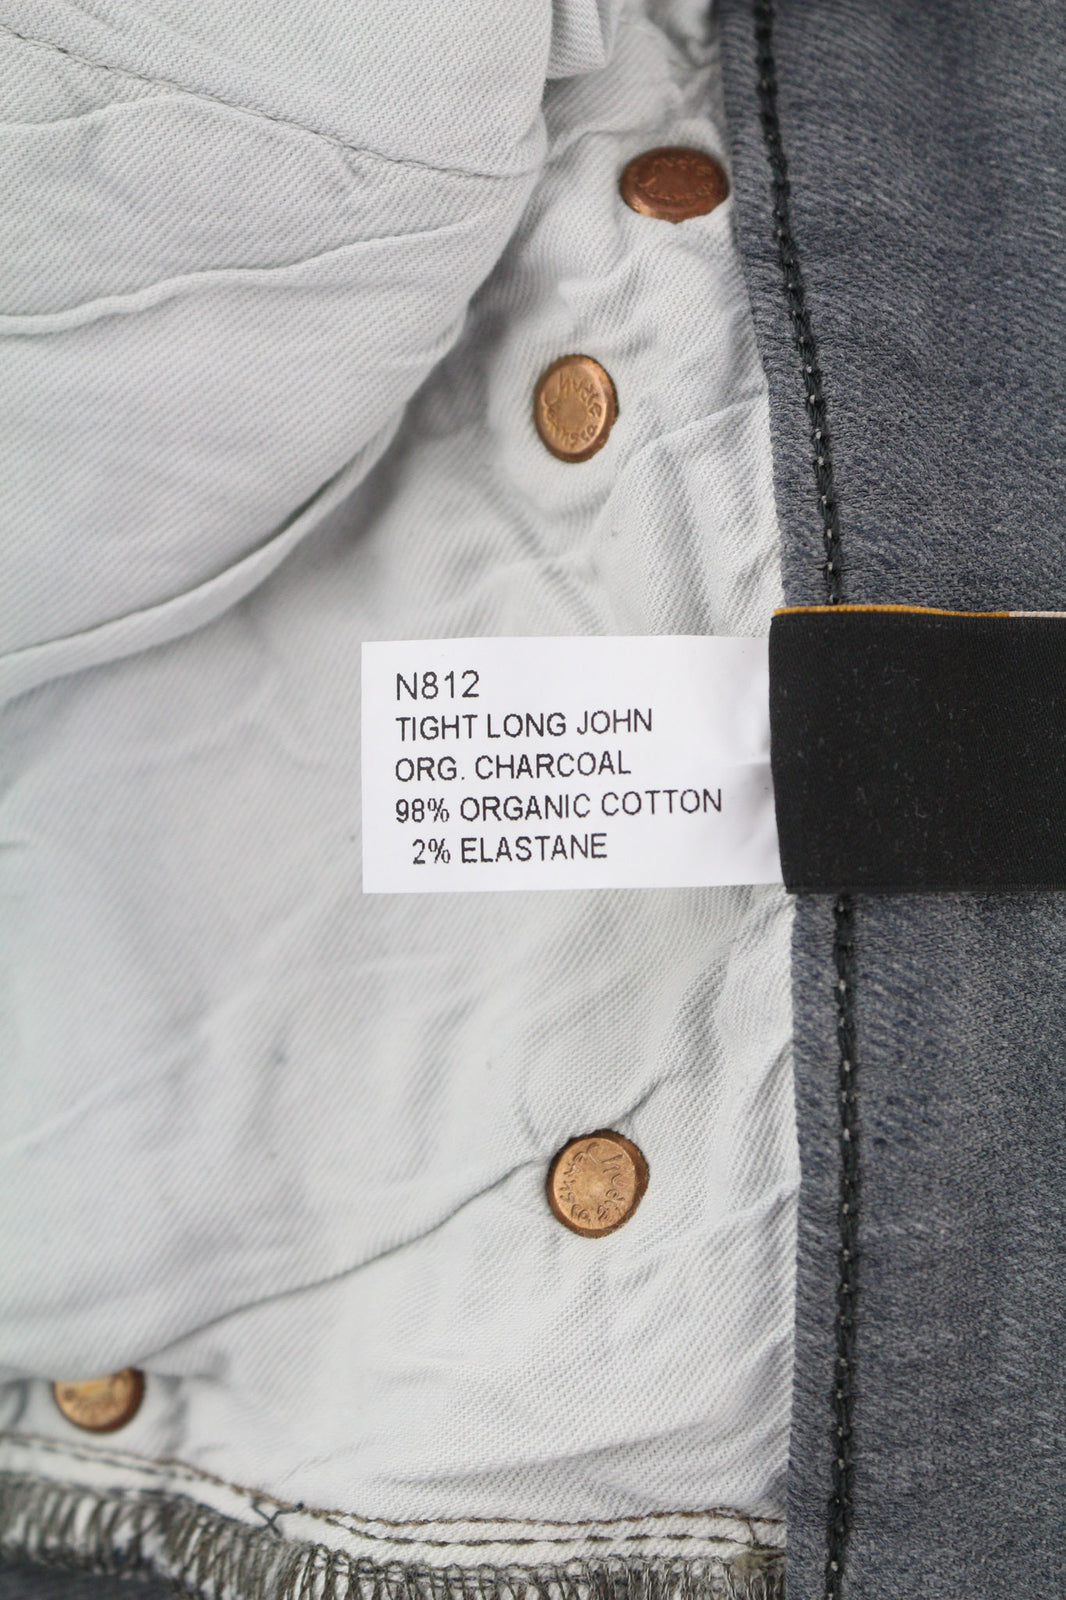 N812
TIGHT LONG JOHN
ORG. CHARCOAL
98% ORGANIC COTTON
2% ELASTANE